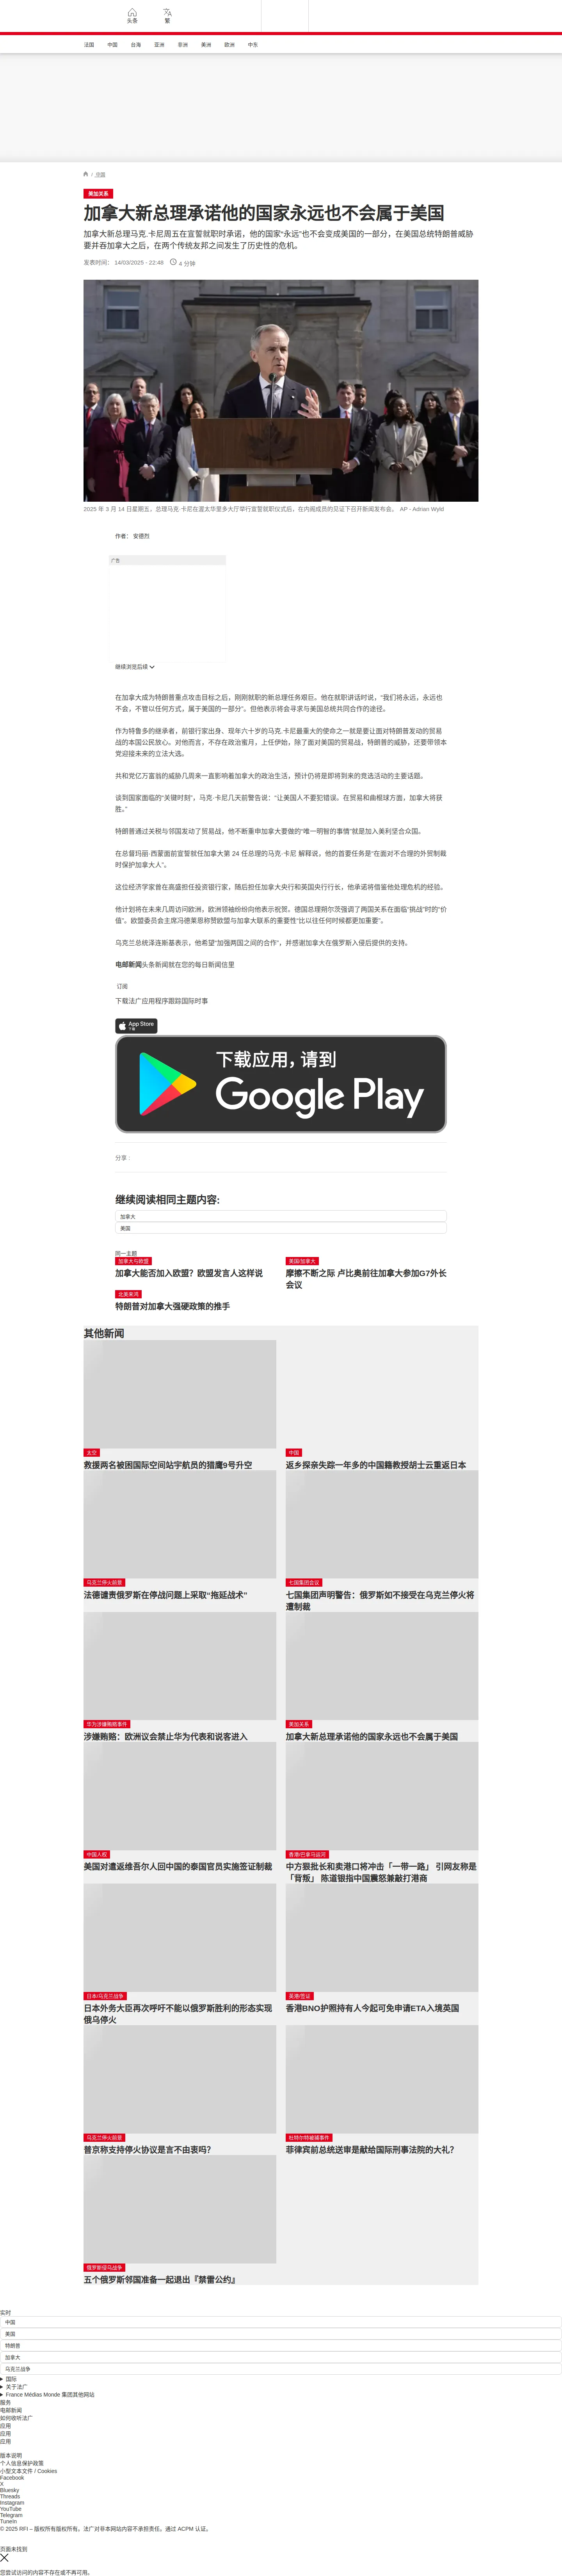 头条
繁
法国
中国
台海
亚洲
非洲
美洲
欧洲
中东
/ 中国
美加关系
加拿大新总理承诺他的国家永远也不会属于美国
加拿大新总理马克.卡尼周五在宣誓就职时承诺，他的国家“永远”也不会变成美国的一部分，在美国总统特朗普威胁
要并吞加拿大之后，在两个传统友邦之间发生了历史性的危机。
发表时间： 14/03/2025 - 22:46 4 分钟
2025 年 3 月 14 日星期五，总理马克·卡尼在渥太华里多大厅举行宣誓就职仪式后，在内阁成员的见证下召开新闻发布会。 AP - Adrian Wyld
作者： 安德烈
广告
继续浏览后续
在加拿大成为特朗普重点攻击目标之后，刚刚就职的新总理任务艰巨。他在就职讲话时说，“我们将永远，永远也
不会，不管以任何方式，属于美国的一部分”。但他表示将会寻求与美国总统共同合作的途径。
作为特鲁多的继承者，前银行家出身、现年六十岁的马克.卡尼最重大的使命之一就是要让面对特朗普发动的贸易
战的本国公民放心。对他而言，不存在政治蜜月，上任伊始，除了面对美国的贸易战，特朗普的威胁，还要带领本
党迎接未来的立法大选。
共和党亿万富翁的威胁几周来一直影响着加拿大的政治生活，预计仍将是即将到来的竞选活动的主要话题。
谈到国家面临的“关键时刻”，马克·卡尼几天前警告说：“让美国人不要犯错误。在贸易和曲棍球方面，加拿大将获
胜。”
特朗普通过关税与邻国发动了贸易战，他不断重申加拿大要做的“唯一明智的事情”就是加入美利坚合众国。
在总督玛丽·西蒙面前宣誓就任加拿大第 24 任总理的马克·卡尼 解释说，他的首要任务是“在面对不合理的外贸制裁
时保护加拿大人”。
这位经济学家曾在高盛担任投资银行家，随后担任加拿大央行和英国央行行长，他承诺将借鉴他处理危机的经验。
他计划将在未来几周访问欧洲，欧洲领袖纷纷向他表示祝贺。德国总理朔尔茨强调了两国关系在面临“挑战”时的“价
值”。欧盟委员会主席冯德莱恩称赞欧盟与加拿大联系的重要性“比以往任何时候都更加重要”。
乌克兰总统泽连斯基表示，他希望“加强两国之间的合作”，并感谢加拿大在俄罗斯入侵后提供的支持。
电邮新闻头条新闻就在您的每日新闻信里
订阅
下载法广应用程序跟踪国际时事
App Store
下载
下载应用，请到
Google Play
分享 :
继续阅读相同主题内容:
加拿大
美国
同一主题
加拿大与欧盟
加拿大能否加入欧盟？欧盟发言人这样说
美国/加拿大
摩擦不断之际 卢比奥前往加拿大参加G7外长
会议
北美来鸿
特朗普对加拿大强硬政策的推手
其他新闻
太空
救援两名被困国际空间站宇航员的猎鹰9号升空
中国
返乡探亲失踪一年多的中国籍教授胡士云重返日本
乌克兰停火前景
法德谴责俄罗斯在停战问题上采取“拖延战术”
七国集团会议
七国集团声明警告：俄罗斯如不接受在乌克兰停火将
遭制裁
华为涉嫌贿赂事件
涉嫌贿赂：欧洲议会禁止华为代表和说客进入
美加关系
加拿大新总理承诺他的国家永远也不会属于美国
中国人权
美国对遣返维吾尔人回中国的泰国官员实施签证制裁
香港/巴拿马运河
中方狠批长和卖港口将冲击「一带一路」 引网友称是
「背叛」 陈道银指中国震怒兼敲打港商
日本/乌克兰战争
日本外务大臣再次呼吁不能以俄罗斯胜利的形态实现
俄乌停火
英港/签证
香港BNO护照持有人今起可免申请ETA入境英国
乌克兰停火前景
普京称支持停火协议是言不由衷吗？
杜特尔特被捕事件
菲律宾前总统送审是献给国际刑事法院的大礼？
俄罗斯侵乌战争
五个俄罗斯邻国准备一起退出『禁雷公约』
实时
中国
美国
特朗普
加拿大
乌克兰战争
国际
关于法广
France Médias Monde 集团其他网站
服务
电邮新闻
如何收听法广
应用
应用
应用
版本说明
个人信息保护政策
小型文本文件 / Cookies
Facebook
X
Bluesky
Threads
Instagram
YouTube
Telegram
TuneIn
© 2025 RFI – 版权所有版权所有。法广对非本网站内容不承担责任。通过 ACPM 认证。
页面未找到
您尝试访问的内容不存在或不再可用。